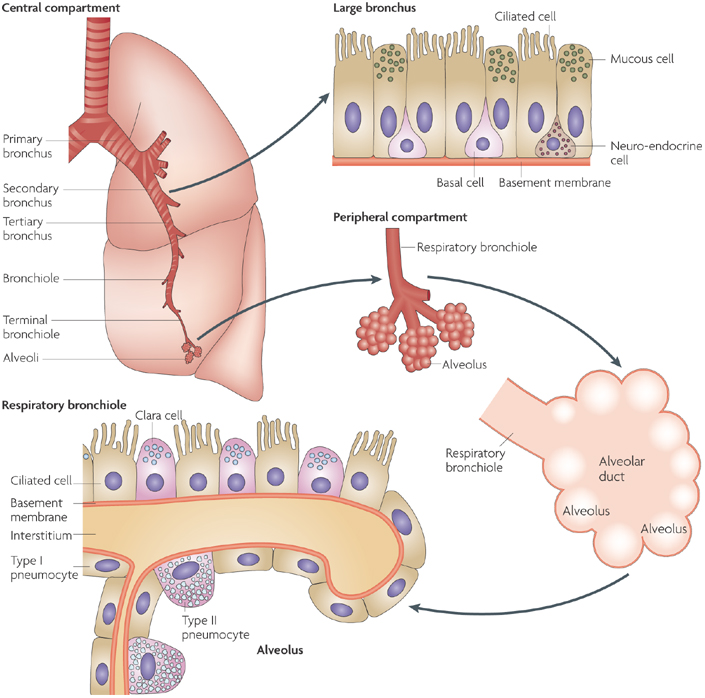 Central compartment
Primary
bronchus
Secondary
bronchus
Tertiary
bronchus
Bronchiole
Terminal
bronchiole
Alveoli
Large bronchus
Ciliated cell
Mucous cell
Neuro-endocrine
cell
Basal cell
Basement membrane
Peripheral compartment
Respiratory bronchiole
Alveolus
Respiratory
bronchiole
Alveolar
duct
Alveolus
Alveolus
Respiratory bronchiole
Clara cell
Ciliated cell
Basement
membrane
Interstitium
Type I
pneumocyte
Type II
pneumocyte
Alveolus